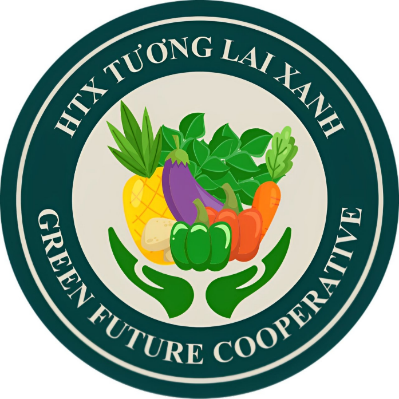 HTX TƯƠNG LAI XANH
GREEN FUTURE COOPERATIVE